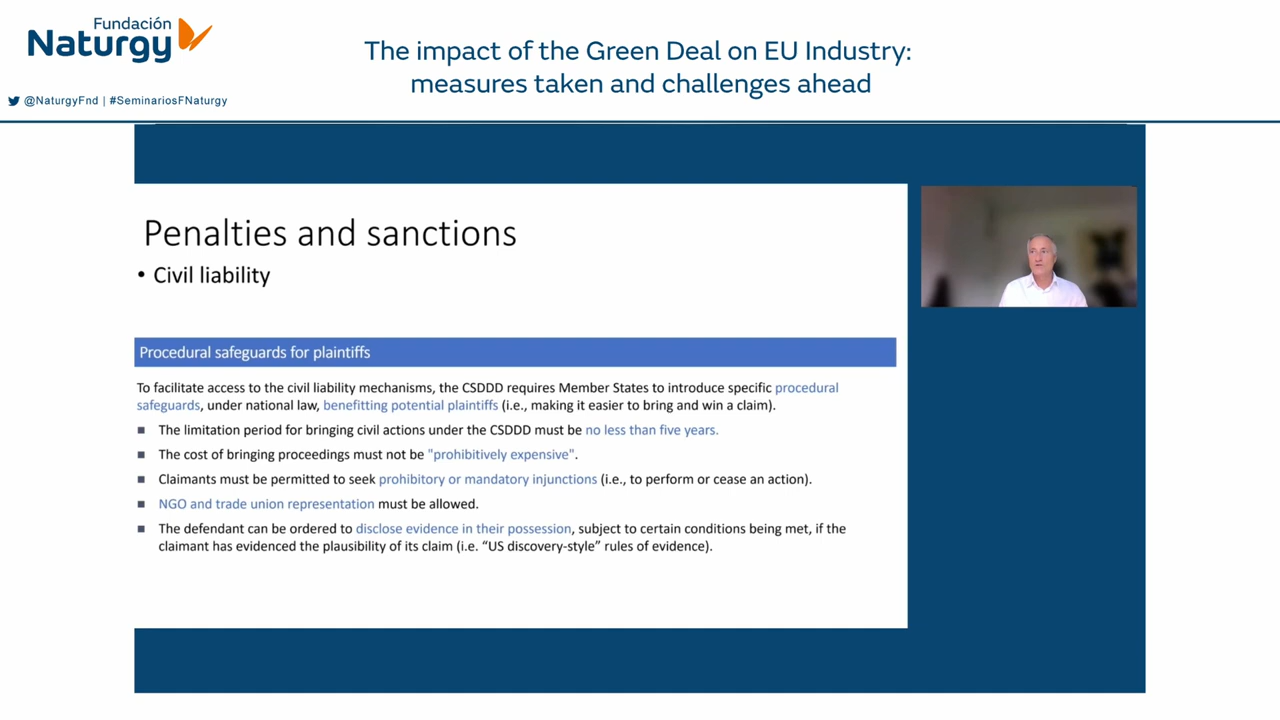 Fundación
Naturgy
@NaturgyFnd | #SeminariosFNaturgy
The impact of the Green Deal on EU Industry:
measures taken and challenges ahead
Penalties and sanctions
• Civil liability
Procedural safeguards for plaintiffs
To facilitate access to the civil liability mechanisms, the CSDDD requires Member States to introduce specific procedural
safeguards, under national law, benefitting potential plaintiffs (i.e., making it easier to bring and win a claim).
■ The limitation period for bringing civil actions under the CSDDD must be no less than five years.
■ The cost of bringing proceedings must not be "prohibitively expensive".
■ Claimants must be permitted to seek prohibitory or mandatory injunctions (i.e., to perform or cease an action).
■ NGO and trade union representation must be allowed.
■ The defendant can be ordered to disclose evidence in their possession, subject to certain conditions being met, if the
claimant has evidenced the plausibility of its claim (i.e. “US discovery-style” rules of evidence).